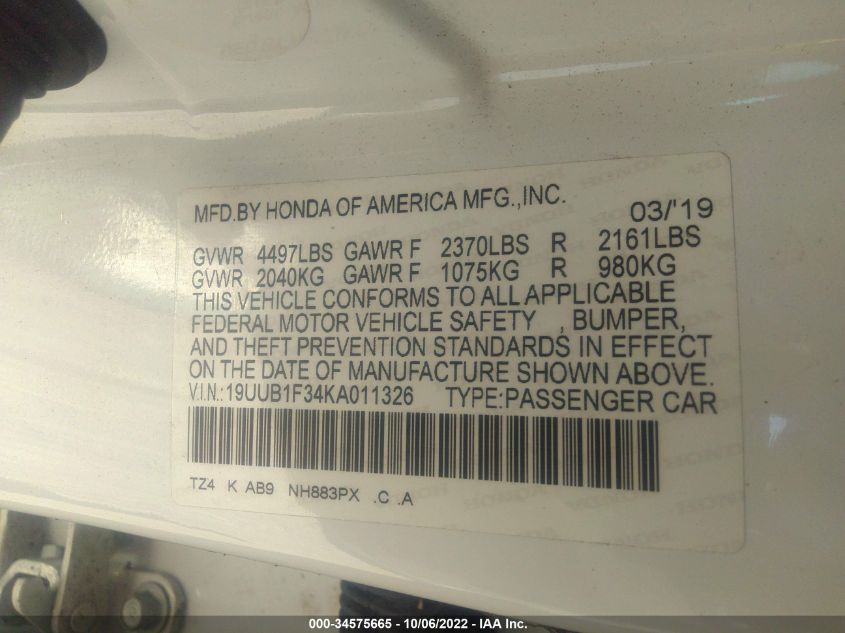 MFD.BY HONDA OF AMERICA MFG.,INC. 03/'19
GVWR 4497LBS GAWR F 2370LBS R 2161LBS
GVWR 2040KG GAWR F 1075KG R 980KG
THIS VEHICLE CONFORMS TO ALL APPLICABLE
FEDERAL MOTOR VEHICLE SAFETY , BUMPER,
AND THEFT PREVENTION STANDARDS IN EFFECT
ON THE DATE OF MANUFACTURE SHOWN ABOVE.
V.I.N.:19UUB1F34KA011326 TYPE:PASSENGER CAR
TZ4 K AB9 NH883PX .C .A
000-34575665 - 10/06/2022 - IAA Inc.